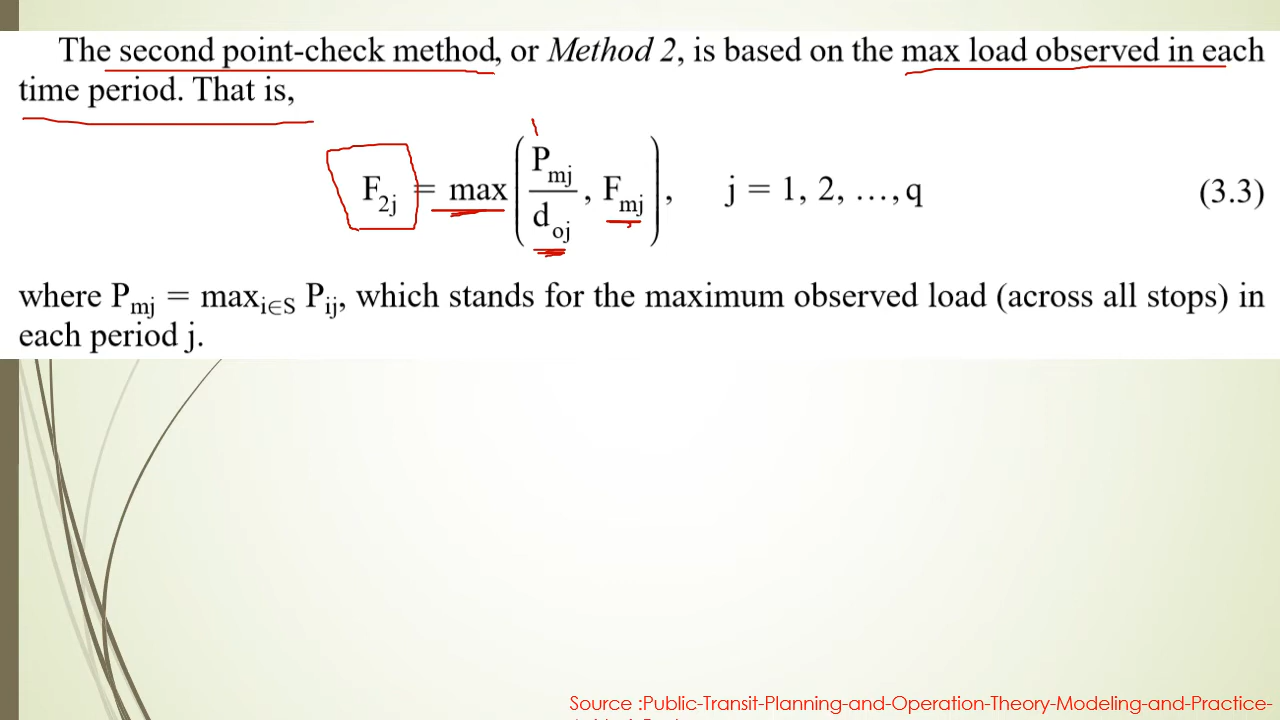 The second point-check method, or Method 2, is based on the max load observed in each
time period. That is,
F₂ⱼ = max (Pmj / doj , Fmj), j = 1, 2, …, q (3.3)
where Pmj = maxi∈S Pij, which stands for the maximum observed load (across all stops) in
each period j.
Source :Public-Transit-Planning-and-Operation-Theory-Modeling-and-Practice-